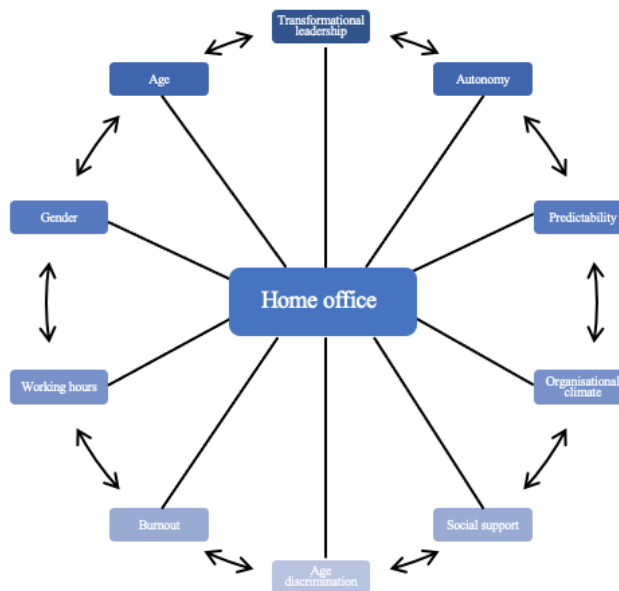 Transformational
leadership
Age
Autonomy
Gender
Predictability
Home office
Working hours
Organisational
climate
Burnout
Social support
Age
discrimination